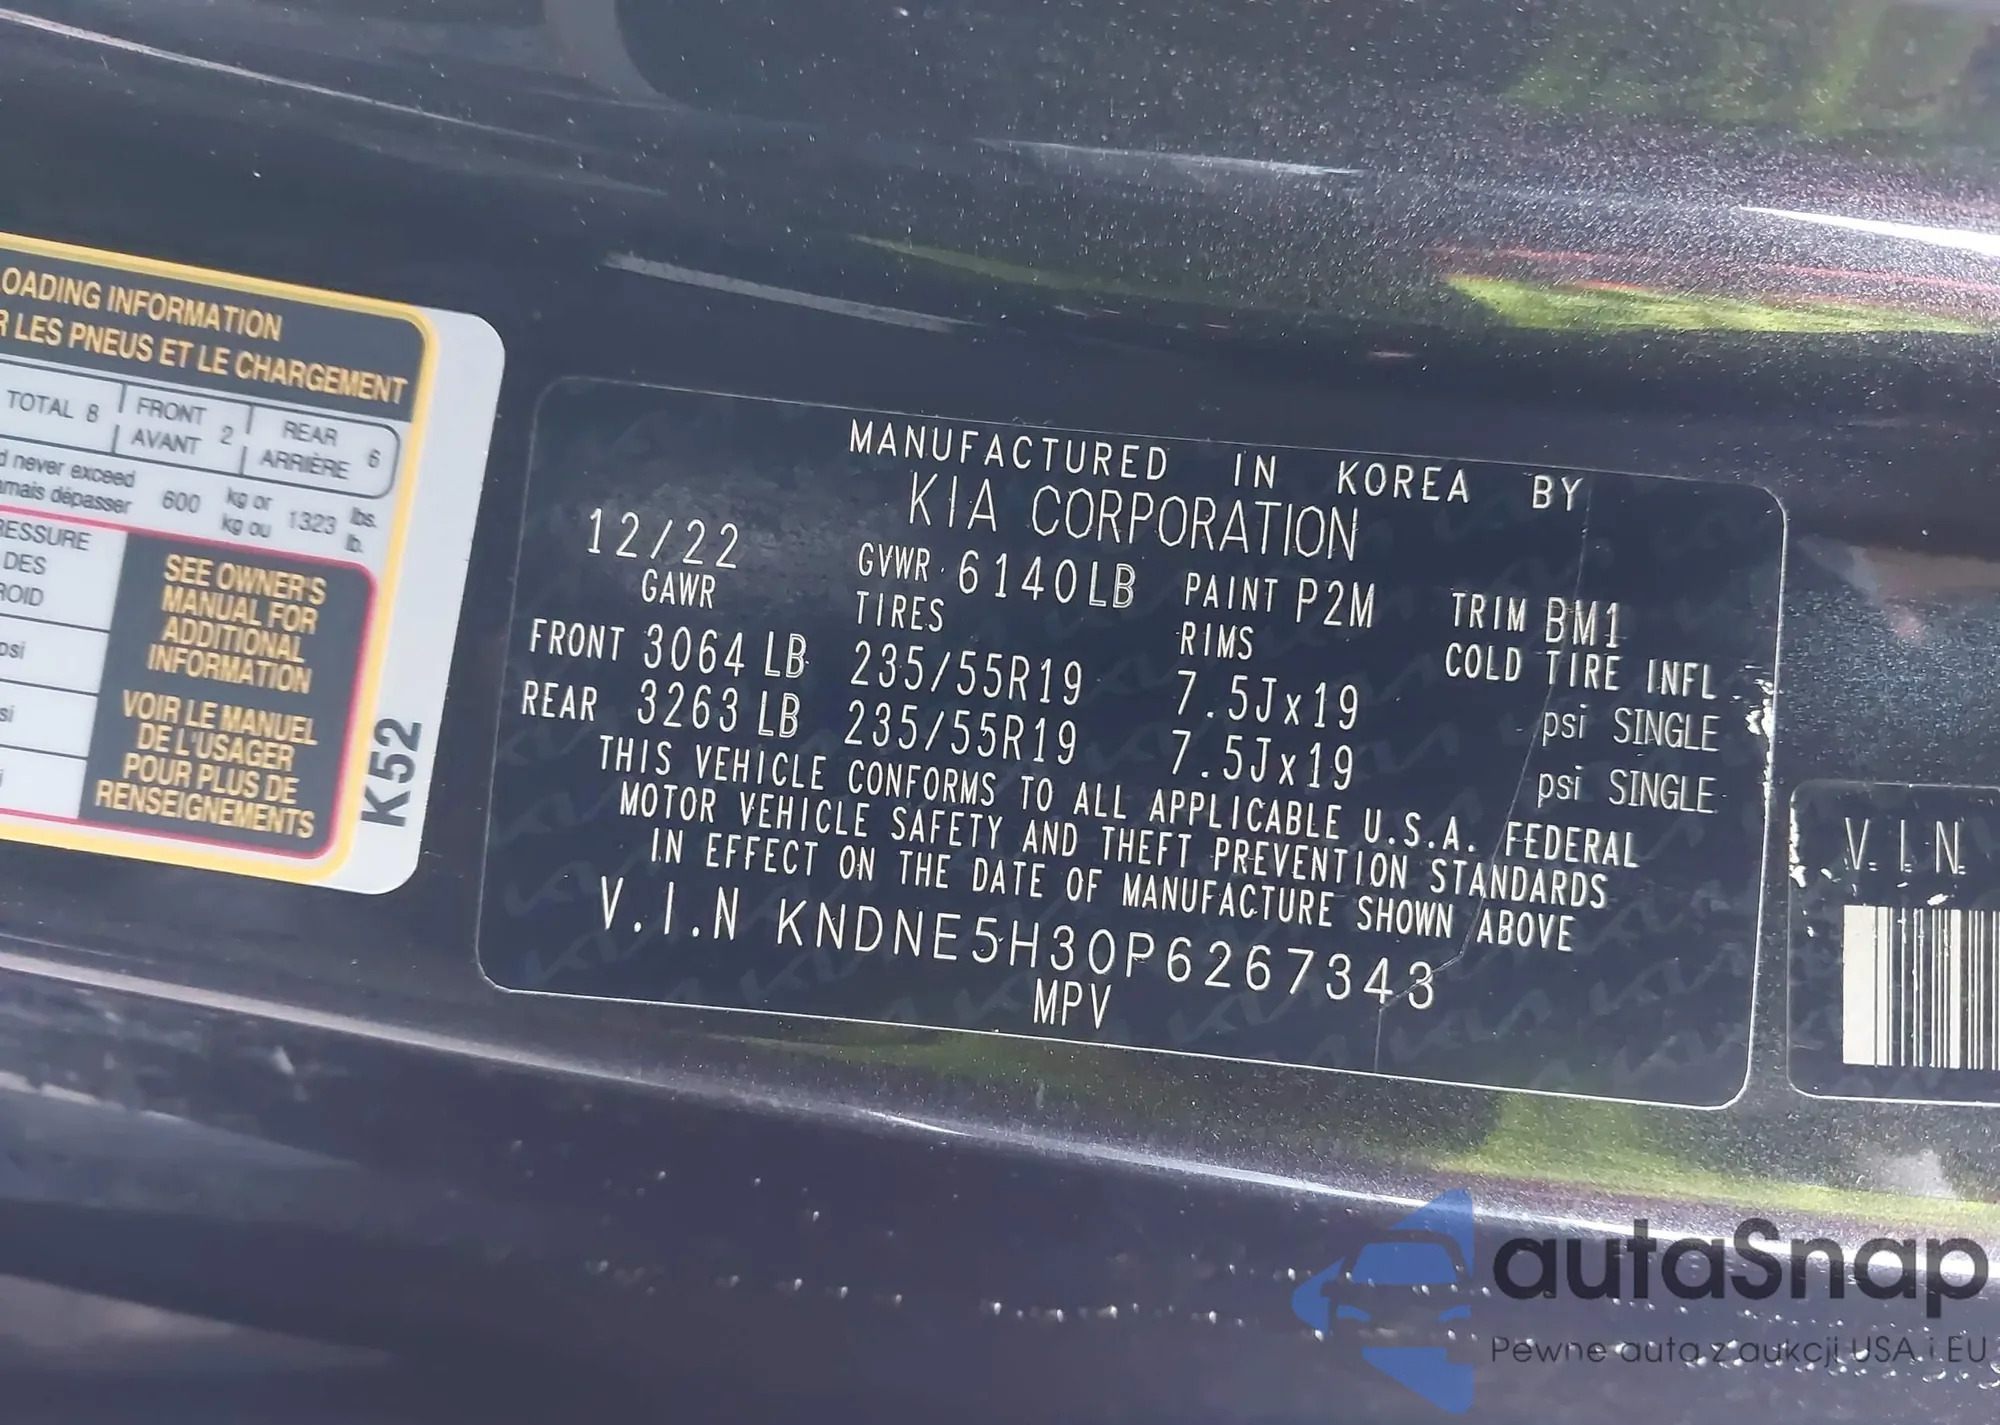 OADING INFORMATION
R LES PNEUS ET LE CHARGEMENT
TOTAL 8
FRONT
AVANT
2
REAR
ARRIÈRE
6
d never exceed
amais dépasser
600
kg or
kg ou
1323
lbs.
lb.
RESSURE
DES
ROID
psi
si
SEE OWNER'S
MANUAL FOR
ADDITIONAL
INFORMATION
VOIR LE MANUEL
DE L'USAGER
POUR PLUS DE
RENSEIGNEMENTS
K52
MANUFACTURED IN KOREA BY
KIA CORPORATION
12/22 GVWR 6140LB PAINT P2M TRIM BM1
GAWR TIRES RIMS COLD TIRE INFL
FRONT 3064 LB 235/55R19 7.5Jx19 psi SINGLE
REAR 3263 LB 235/55R19 7.5Jx19 psi SINGLE
THIS VEHICLE CONFORMS TO ALL APPLICABLE U.S.A. FEDERAL
MOTOR VEHICLE SAFETY AND THEFT PREVENTION STANDARDS
IN EFFECT ON THE DATE OF MANUFACTURE SHOWN ABOVE
V.I.N KNDNE5H30P6267343
MPV
V.I.N.
autaSnap
Pewne auta z aukcji USA i EU